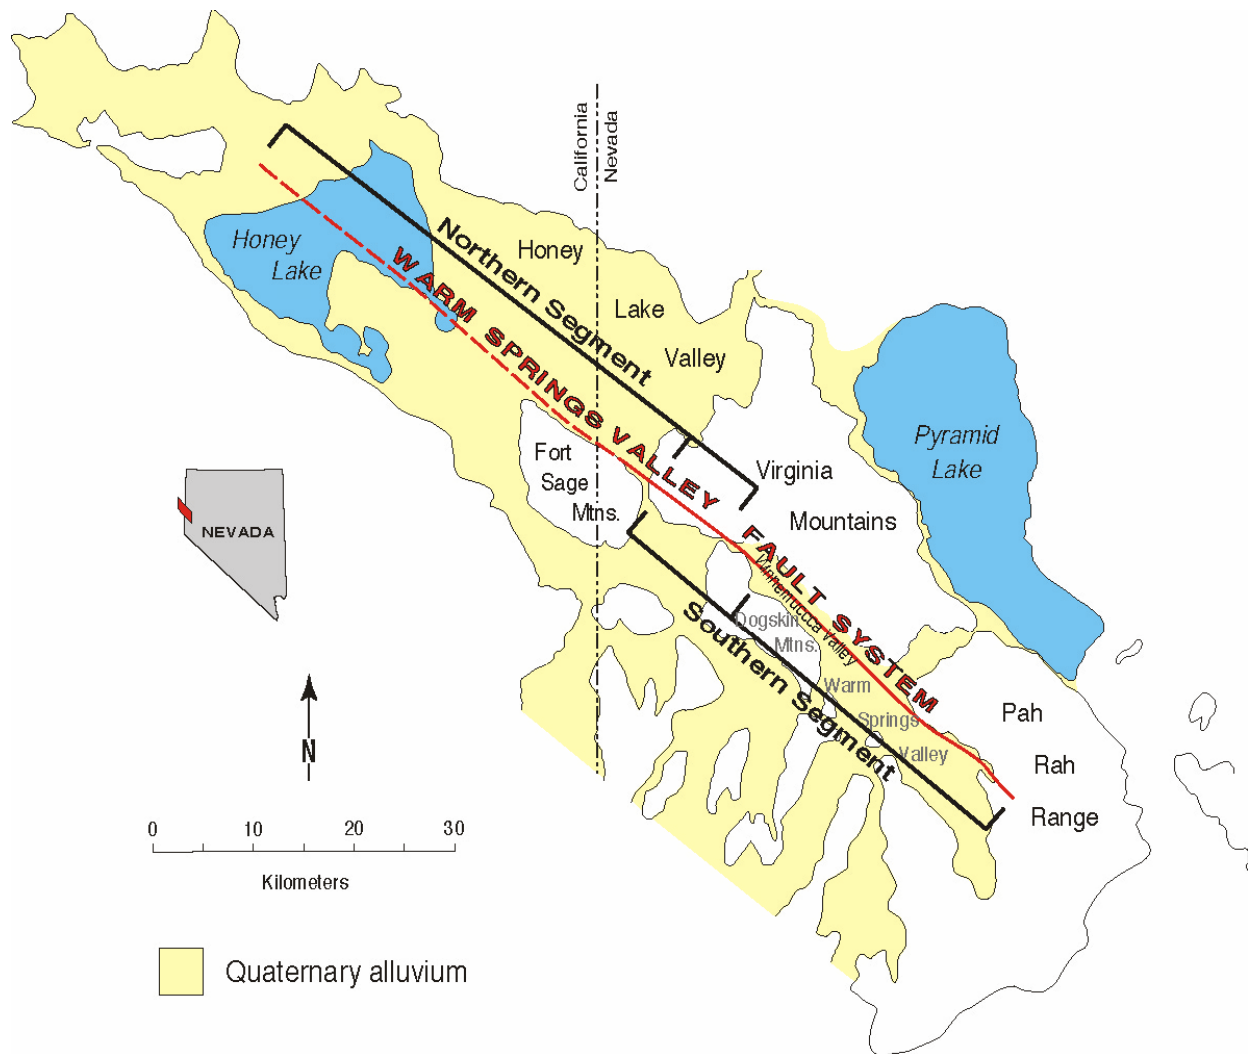 California
Nevada
Honey
Lake
Northern Segment
Honey
Lake
Valley
WARM SPRINGS VALLEY FAULT SYSTEM
Pyramid
Lake
Fort
Sage
Mtns.
Virginia
Mountains
NEVADA
Winnemuccca Valley
Dogskin
Mtns.
Southern Segment
Warm
Springs
Valley
Pah
Rah
Range
N
0 10 20 30
Kilometers
Quaternary alluvium